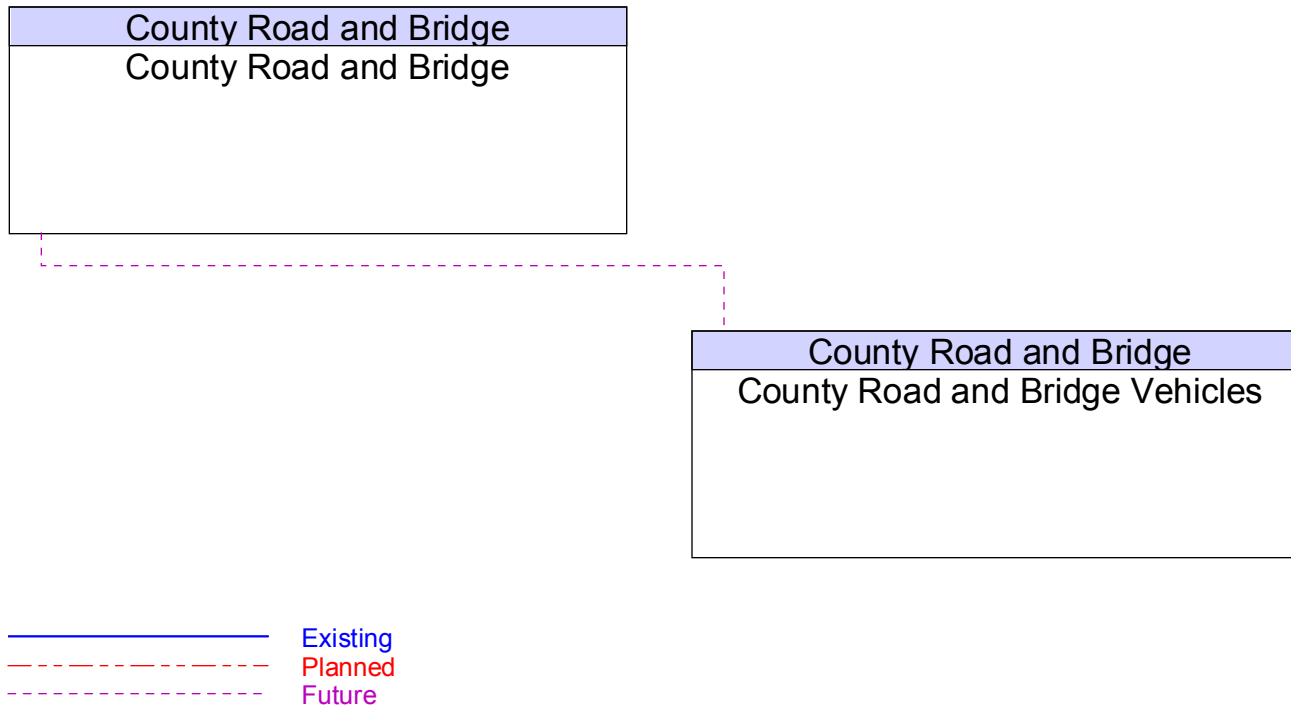 County Road and Bridge
County Road and Bridge
County Road and Bridge
County Road and Bridge Vehicles
Existing
Planned
Future